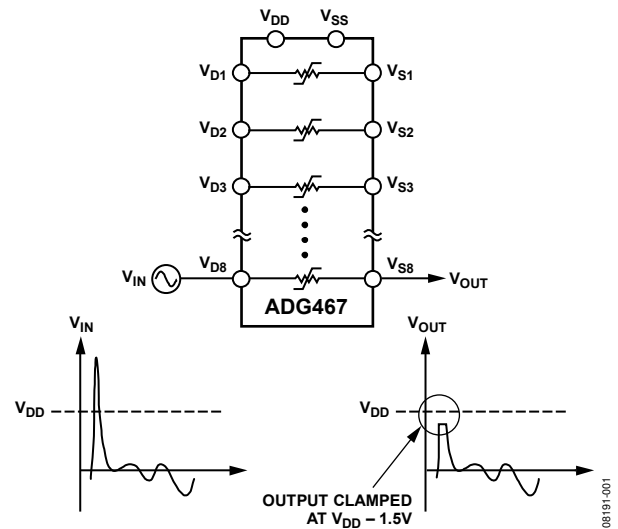 VDD VSS
VD1 VS1
VD2 VS2
VD3 VS3
VIN VD8 VS8 VOUT
ADG467
VIN VOUT
VDD VDD
OUTPUT CLAMPED
AT VDD – 1.5V
08191-001